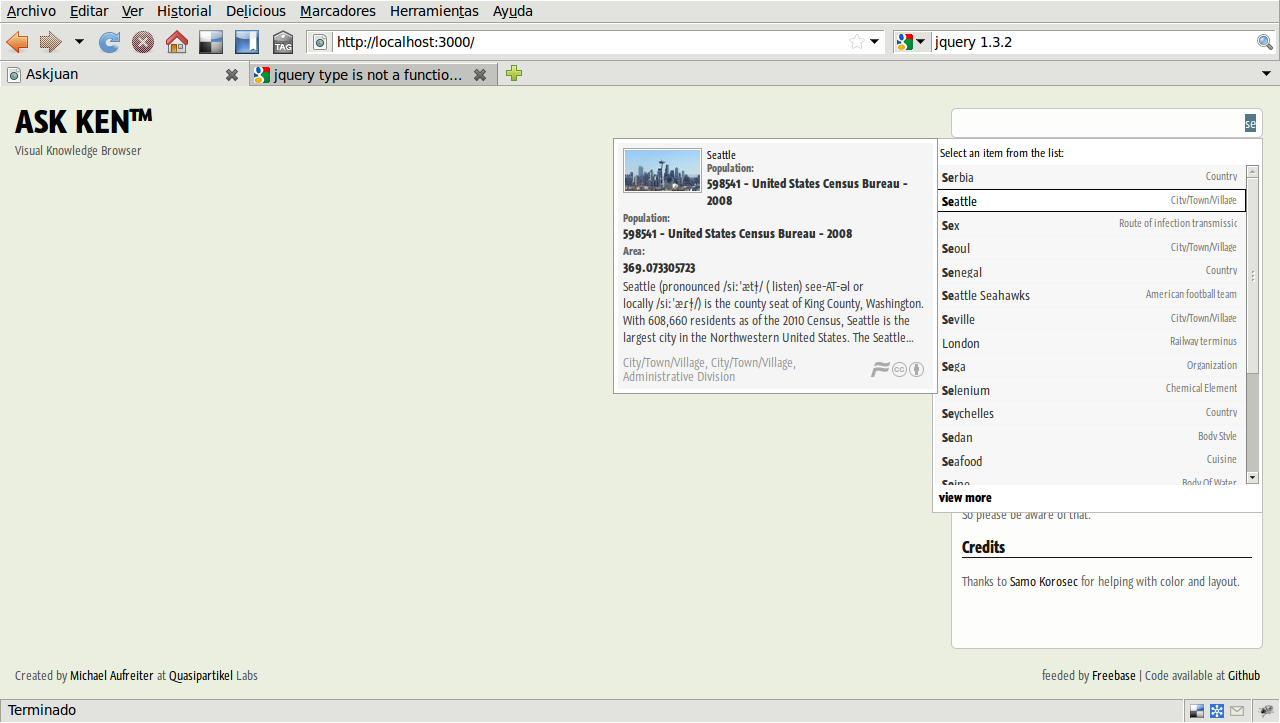 Archivo Editar Ver Historial Delicious Marcadores Herramientas Ayuda
TAG http://localhost:3000/ jquery 1.3.2
Askjuan jquery type is not a functio...
ASK KEN™
Visual Knowledge Browser
se
Seattle
Population:
598541 - United States Census Bureau -
2008
Population:
598541 - United States Census Bureau - 2008
Area:
369.073305723
Seattle (pronounced /siːˈæt
listen) see-AT-əl or
locally
is the county seat of King County, Washington.
With 608,660 residents as of the 2010 Census, Seattle is the
largest city in the Northwestern United States. The Seattle...
City/Town/Village, City/Town/Village,
Administrative Division
cc
Select an item from the list:
Serbia Country
Seattle City/Town/Village
Sex Route of infection transmissic
Seoul City/Town/Village
Senegal Country
Seattle Seahawks American football team
Seville City/Town/Village
London Railway terminus
Sega Organization
Selenium Chemical Element
Seychelles Country
Sedan Body Style
Seafood Cuisine
Seine Body Of Water
view more
So please be aware of that.
Credits
Thanks to Samo Korosec for helping with color and layout.
Created by Michael Aufreiter at Quasipartikel Labs
feeded by Freebase | Code available at Github
Terminado